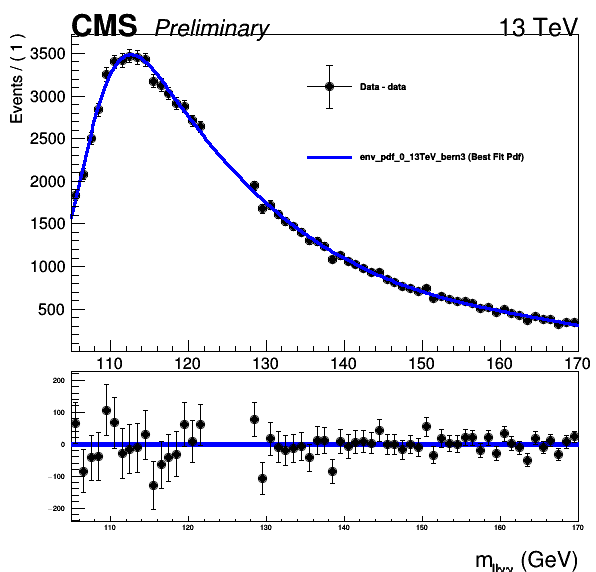 CMS Preliminary 13 TeV
Events / ( 1 )
3500
3000
2500
2000
1500
1000
500
Data - data
env_pdf_0_13TeV_bern3 (Best Fit Pdf)
110 120 130 140 150 160 170
200
100
0
-100
-200
110 120 130 140 150 160 170
m_llγγ (GeV)